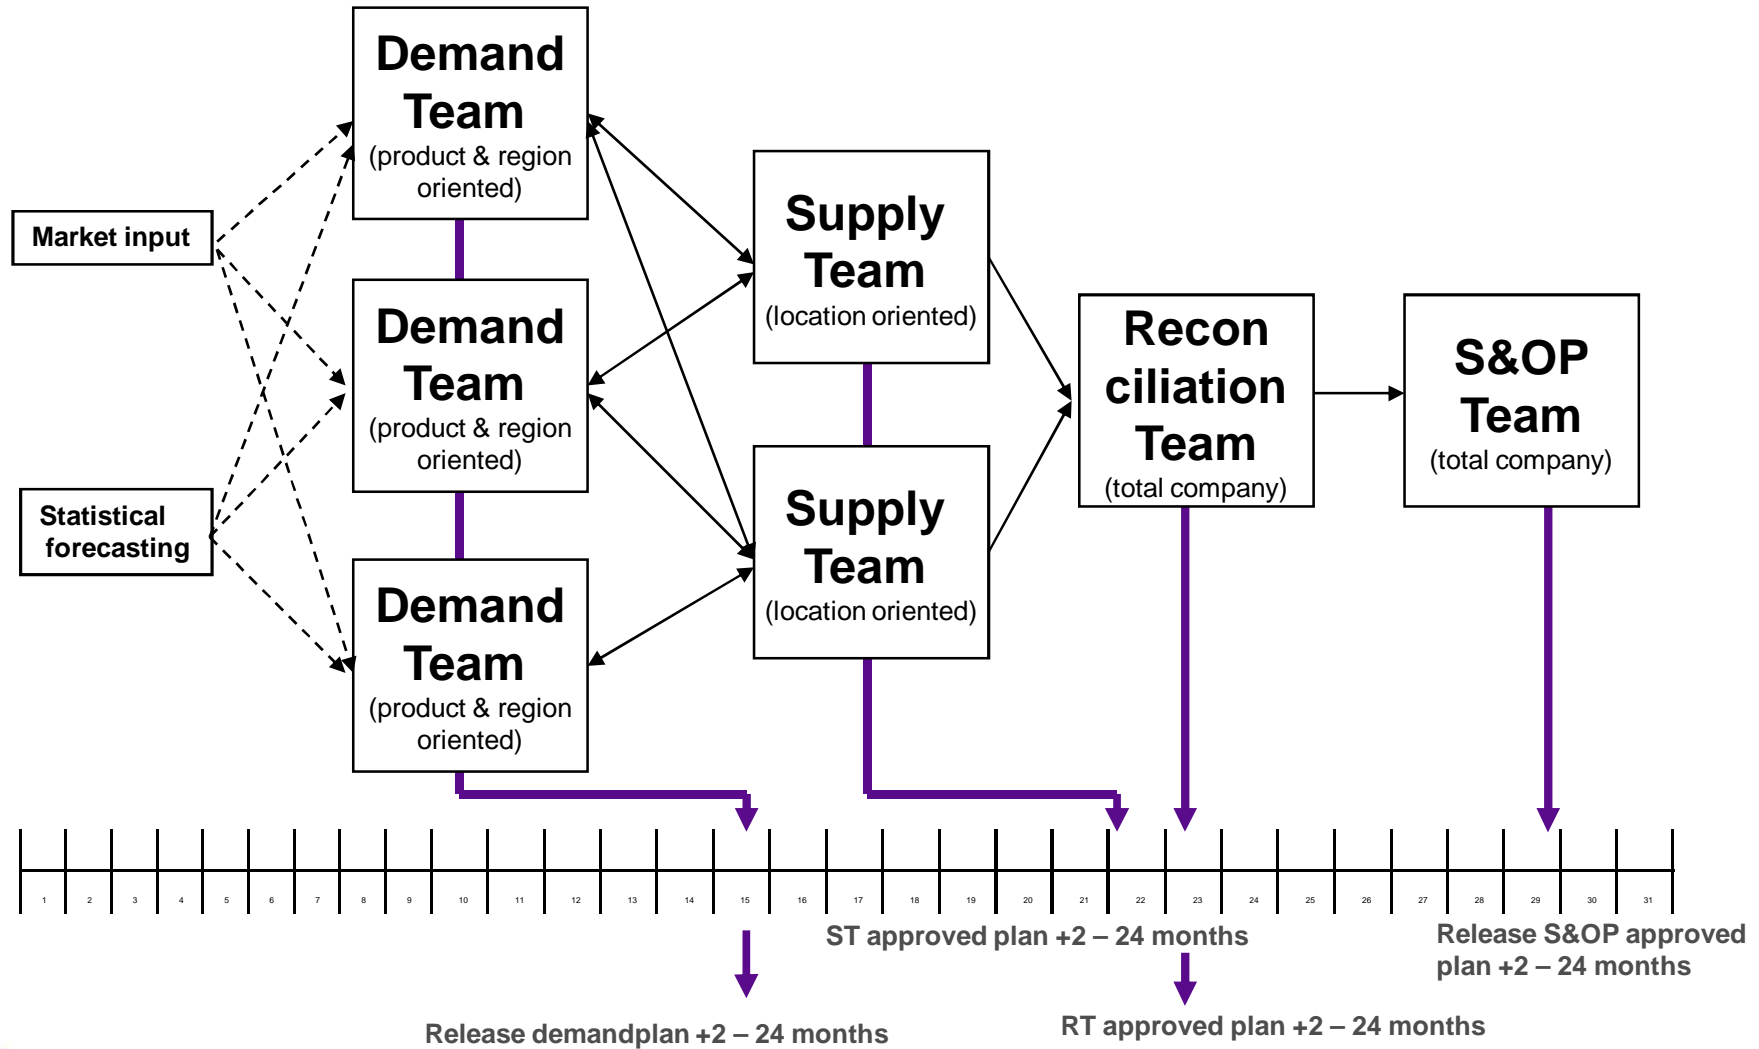 Demand
Team
(product & region
oriented)
Market input
Supply
Team
(location oriented)
Demand
Team
(product & region
oriented)
Recon
ciliation
Team
(total company)
S&OP
Team
(total company)
Statistical
forecasting
Supply
Team
(location oriented)
Demand
Team
(product & region
oriented)
1 2 3 4 5 6 7 8 9 10 11 12 13 14 15 16 17 18 19 20 21 22 23 24 25 26 27 28 29 30 31
ST approved plan +2 – 24 months
Release S&OP approved
plan +2 – 24 months
Release demandplan +2 – 24 months
RT approved plan +2 – 24 months